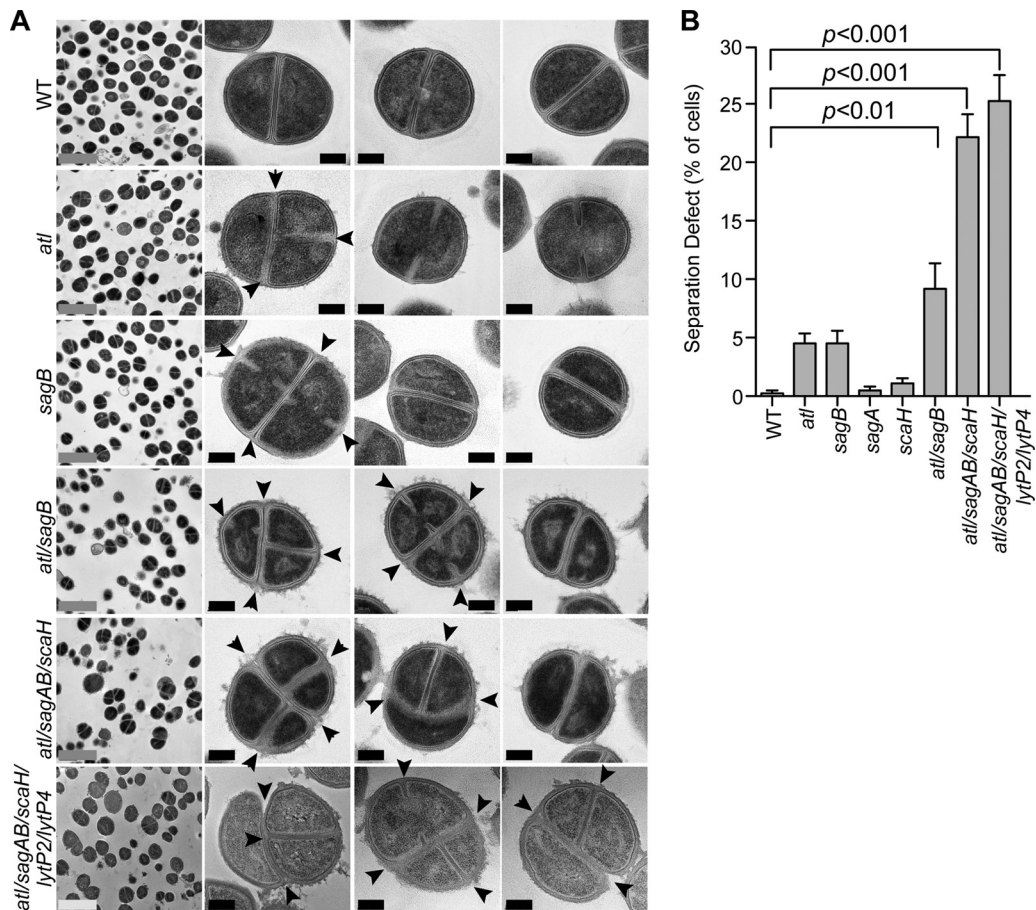 A
WT
atl
sagB
atl/sagB
atl/sagAB/scaH
atl/sagAB/scaH/
lytP2/lytP4
B
Separation Defect (% of cells)
30
25
20
15
10
5
0
p<0.001
p<0.001
p<0.01
WT
atl
sagB
sagA
scaH
atl/sagB
atl/sagAB/scaH
atl/sagAB/scaH/
lytP2/lytP4